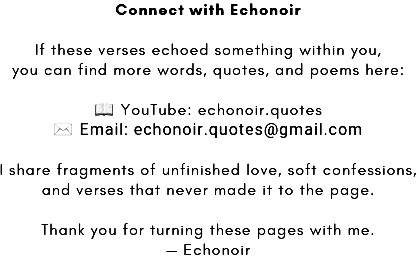 Connect with Echonoir
If these verses echoed something within you,
you can find more words, quotes, and poems here:
📖 YouTube: echonoir.quotes
✉️ Email: echonoir.quotes@gmail.com
I share fragments of unfinished love, soft confessions,
and verses that never made it to the page.
Thank you for turning these pages with me.
— Echonoir